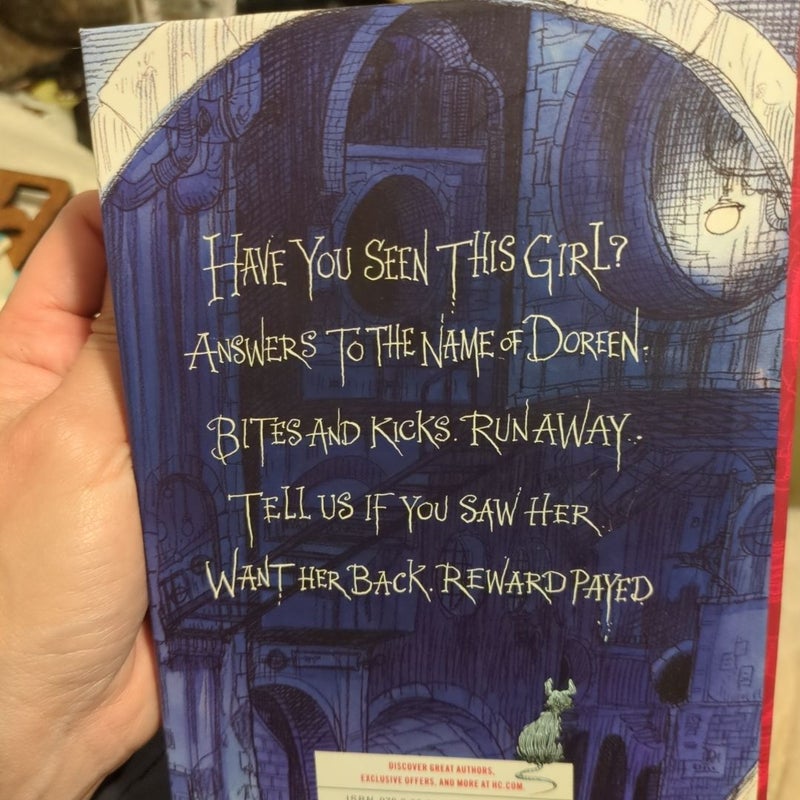 HAVE YOU SEEN THIS GIRL?
ANSWERS TO THE NAME OF DOREEN.
BITES AND KICKS. RUNAWAY.
TELL US IF YOU SAW HER.
WANT HER BACK. REWARD PAYED
DISCOVER GREAT AUTHORS,
EXCLUSIVE OFFERS, AND MORE AT HC.COM.
ISBN